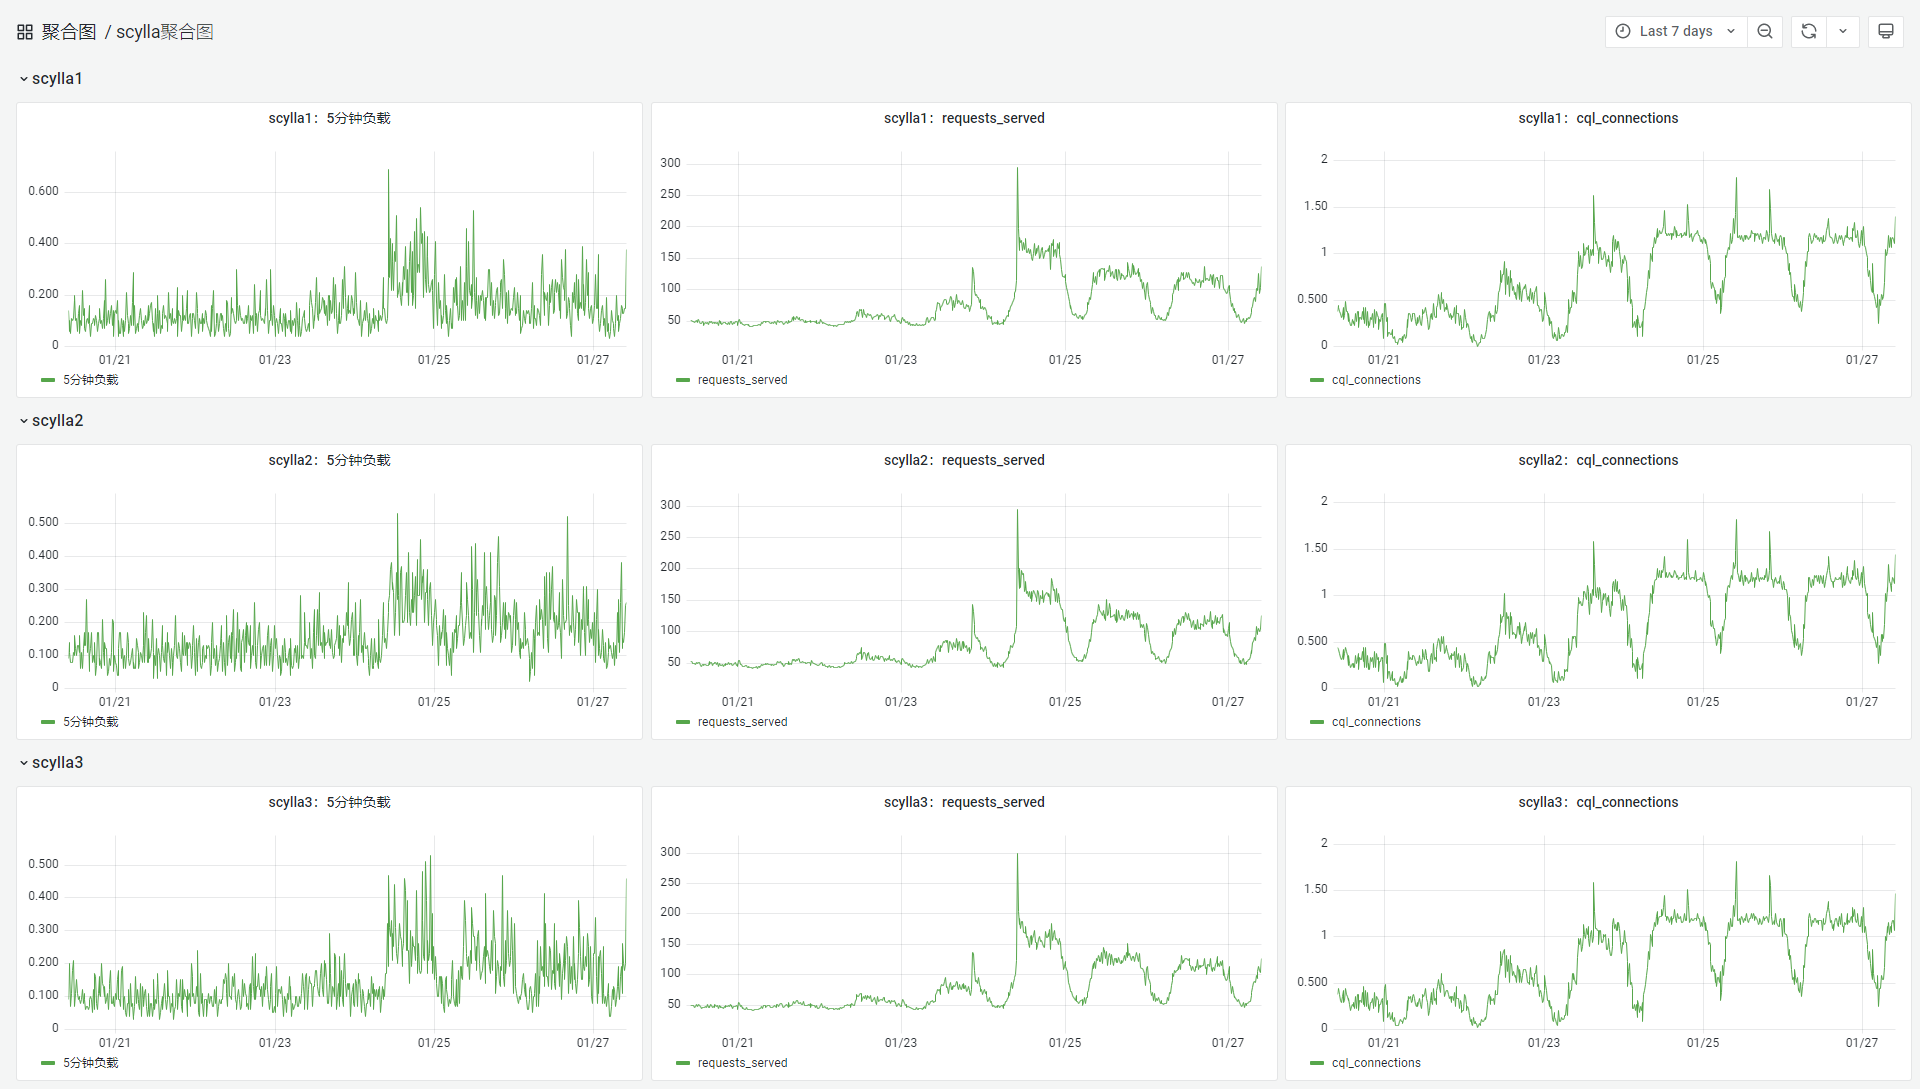 聚合图 / scylla聚合图
Last 7 days
scylla1
scylla1：5分钟负载
0.600
0.400
0.200
0
01/21 01/23 01/25 01/27
5分钟负载
scylla1：requests_served
300
250
200
150
100
50
01/21 01/23 01/25 01/27
requests_served
scylla1：cql_connections
2
1.50
1
0.500
0
01/21 01/23 01/25 01/27
cql_connections
scylla2
scylla2：5分钟负载
0.500
0.400
0.300
0.200
0.100
0
01/21 01/23 01/25 01/27
5分钟负载
scylla2：requests_served
300
250
200
150
100
50
01/21 01/23 01/25 01/27
requests_served
scylla2：cql_connections
2
1.50
1
0.500
0
01/21 01/23 01/25 01/27
cql_connections
scylla3
scylla3：5分钟负载
0.500
0.400
0.300
0.200
0.100
0
01/21 01/23 01/25 01/27
5分钟负载
scylla3：requests_served
300
250
200
150
100
50
01/21 01/23 01/25 01/27
requests_served
scylla3：cql_connections
2
1.50
1
0.500
0
01/21 01/23 01/25 01/27
cql_connections